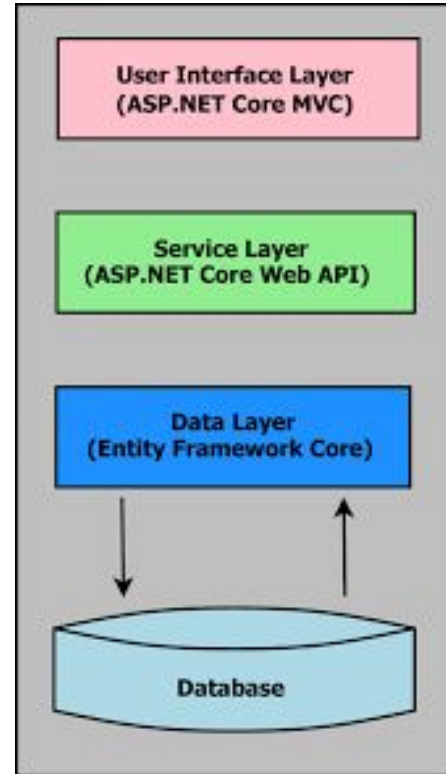 User Interface Layer
(ASP.NET Core MVC)
Service Layer
(ASP.NET Core Web API)
Data Layer
(Entity Framework Core)
Database